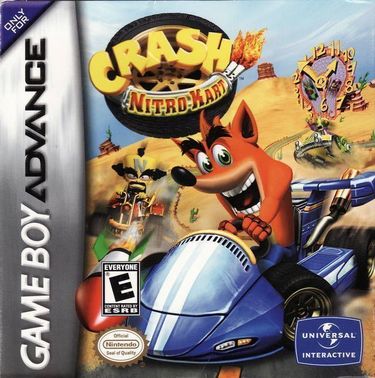 ONLY
FOR
GAME BOY ADVANCE
CRASH
NITRO KART
12
EVERYONE
E
CONTENT RATED BY
ESRB
Official
Nintendo
Seal of Quality
UNIVERSAL
INTERACTIVE